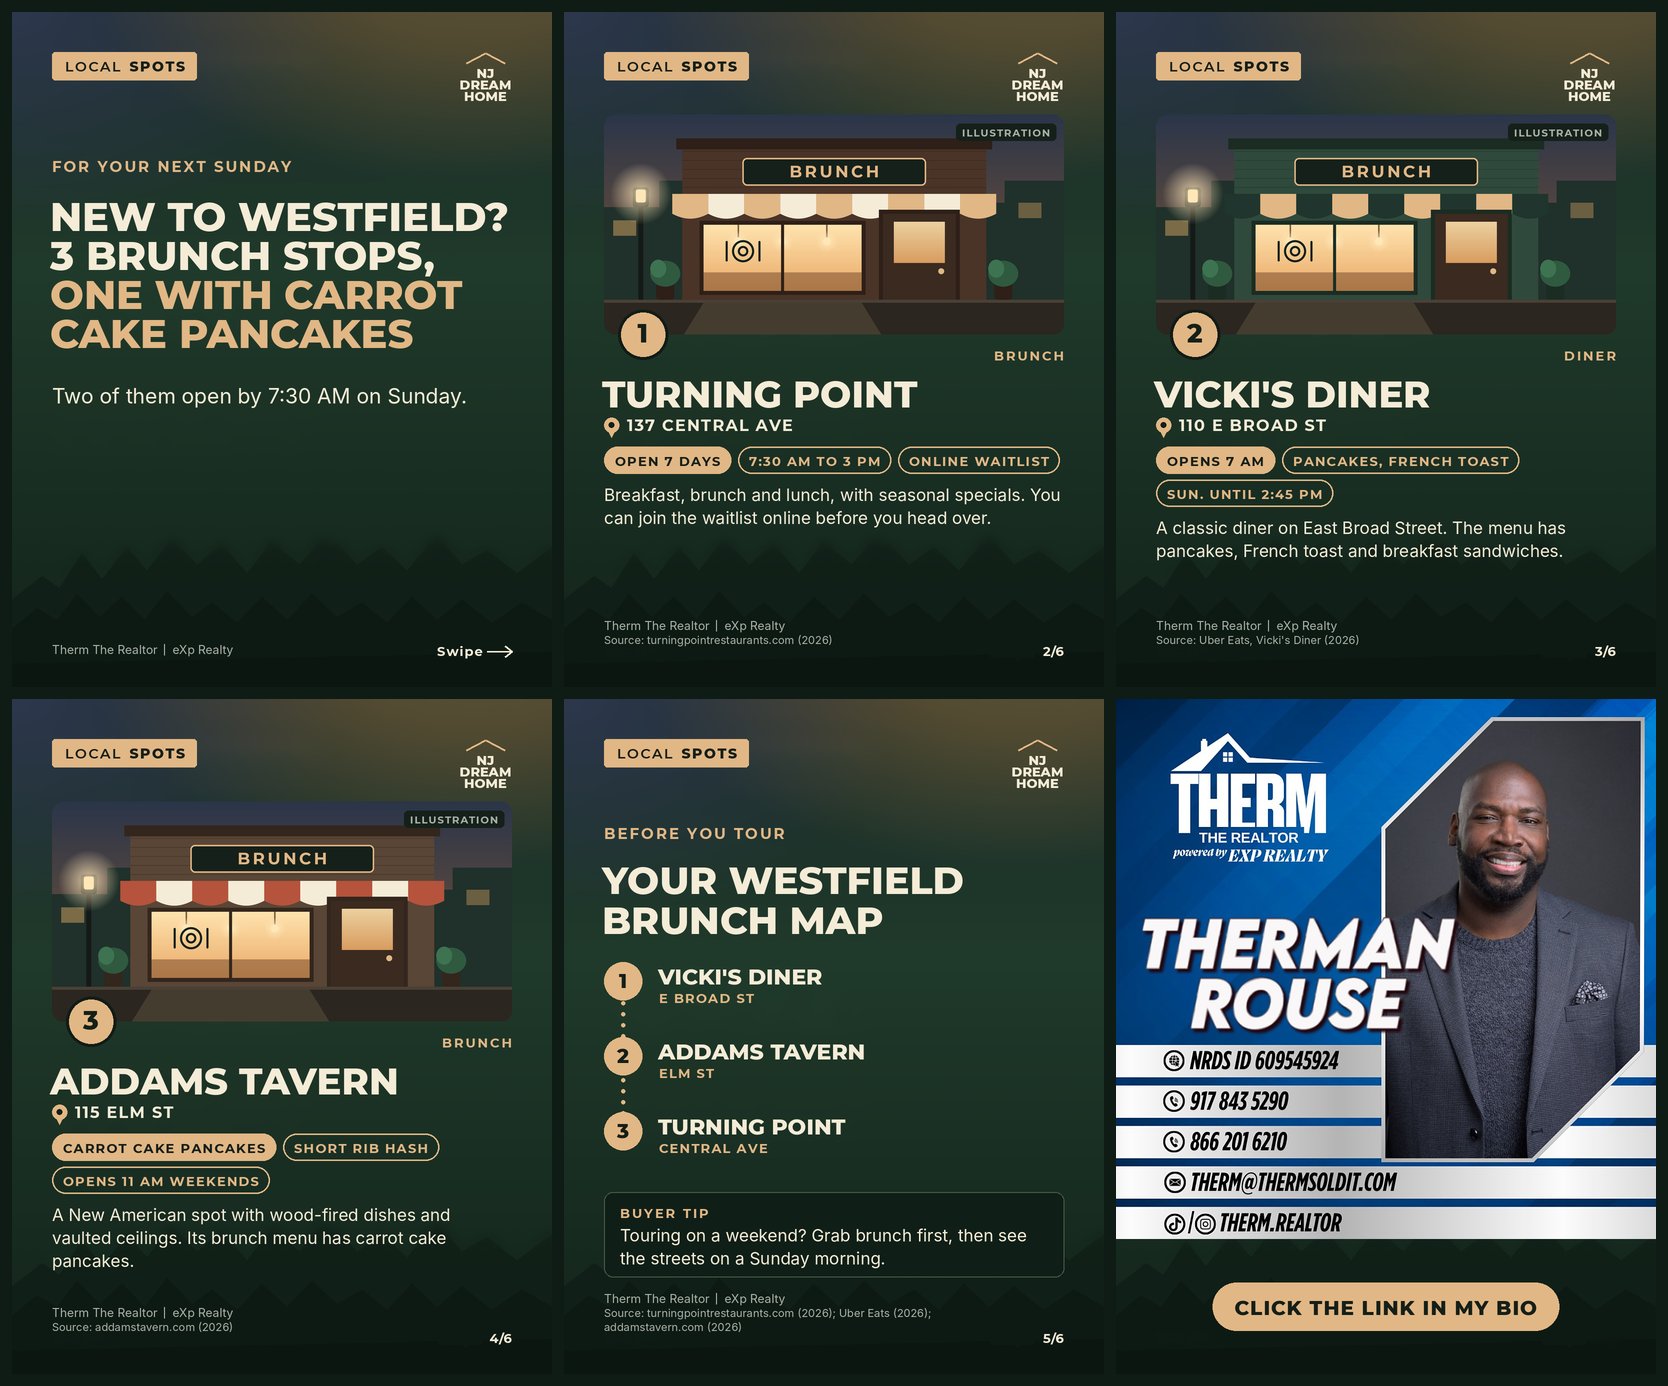 LOCAL SPOTS
NJ
DREAM
HOME
FOR YOUR NEXT SUNDAY
NEW TO WESTFIELD?
3 BRUNCH STOPS,
ONE WITH CARROT
CAKE PANCAKES
Two of them open by 7:30 AM on Sunday.
Therm The Realtor | eXp Realty
Swipe
LOCAL SPOTS
NJ
DREAM
HOME
ILLUSTRATION
BRUNCH
1
BRUNCH
TURNING POINT
137 CENTRAL AVE
OPEN 7 DAYS 7:30 AM TO 3 PM ONLINE WAITLIST
Breakfast, brunch and lunch, with seasonal specials. You
can join the waitlist online before you head over.
Therm The Realtor | eXp Realty
Source: turningpointrestaurants.com (2026)
2/6
LOCAL SPOTS
NJ
DREAM
HOME
ILLUSTRATION
BRUNCH
2
DINER
VICKI'S DINER
110 E BROAD ST
OPENS 7 AM PANCAKES, FRENCH TOAST
SUN. UNTIL 2:45 PM
A classic diner on East Broad Street. The menu has
pancakes, French toast and breakfast sandwiches.
Therm The Realtor | eXp Realty
Source: Uber Eats, Vicki's Diner (2026)
3/6
LOCAL SPOTS
NJ
DREAM
HOME
ILLUSTRATION
BRUNCH
3
BRUNCH
ADDAMS TAVERN
115 ELM ST
CARROT CAKE PANCAKES SHORT RIB HASH
OPENS 11 AM WEEKENDS
A New American spot with wood-fired dishes and
vaulted ceilings. Its brunch menu has carrot cake
pancakes.
Therm The Realtor | eXp Realty
Source: addamstavern.com (2026)
4/6
LOCAL SPOTS
NJ
DREAM
HOME
BEFORE YOU TOUR
YOUR WESTFIELD
BRUNCH MAP
1 VICKI'S DINER
E BROAD ST
2 ADDAMS TAVERN
ELM ST
3 TURNING POINT
CENTRAL AVE
BUYER TIP
Touring on a weekend? Grab brunch first, then see
the streets on a Sunday morning.
Therm The Realtor | eXp Realty
Source: turningpointrestaurants.com (2026); Uber Eats (2026);
addamstavern.com (2026)
5/6
THERM
THE REALTOR
powered by EXP REALTY
THERMAN
ROUSE
NRDS ID 609545924
917 843 5290
866 201 6210
THERM@THERMSOLDIT.COM
/ THERM.REALTOR
CLICK THE LINK IN MY BIO